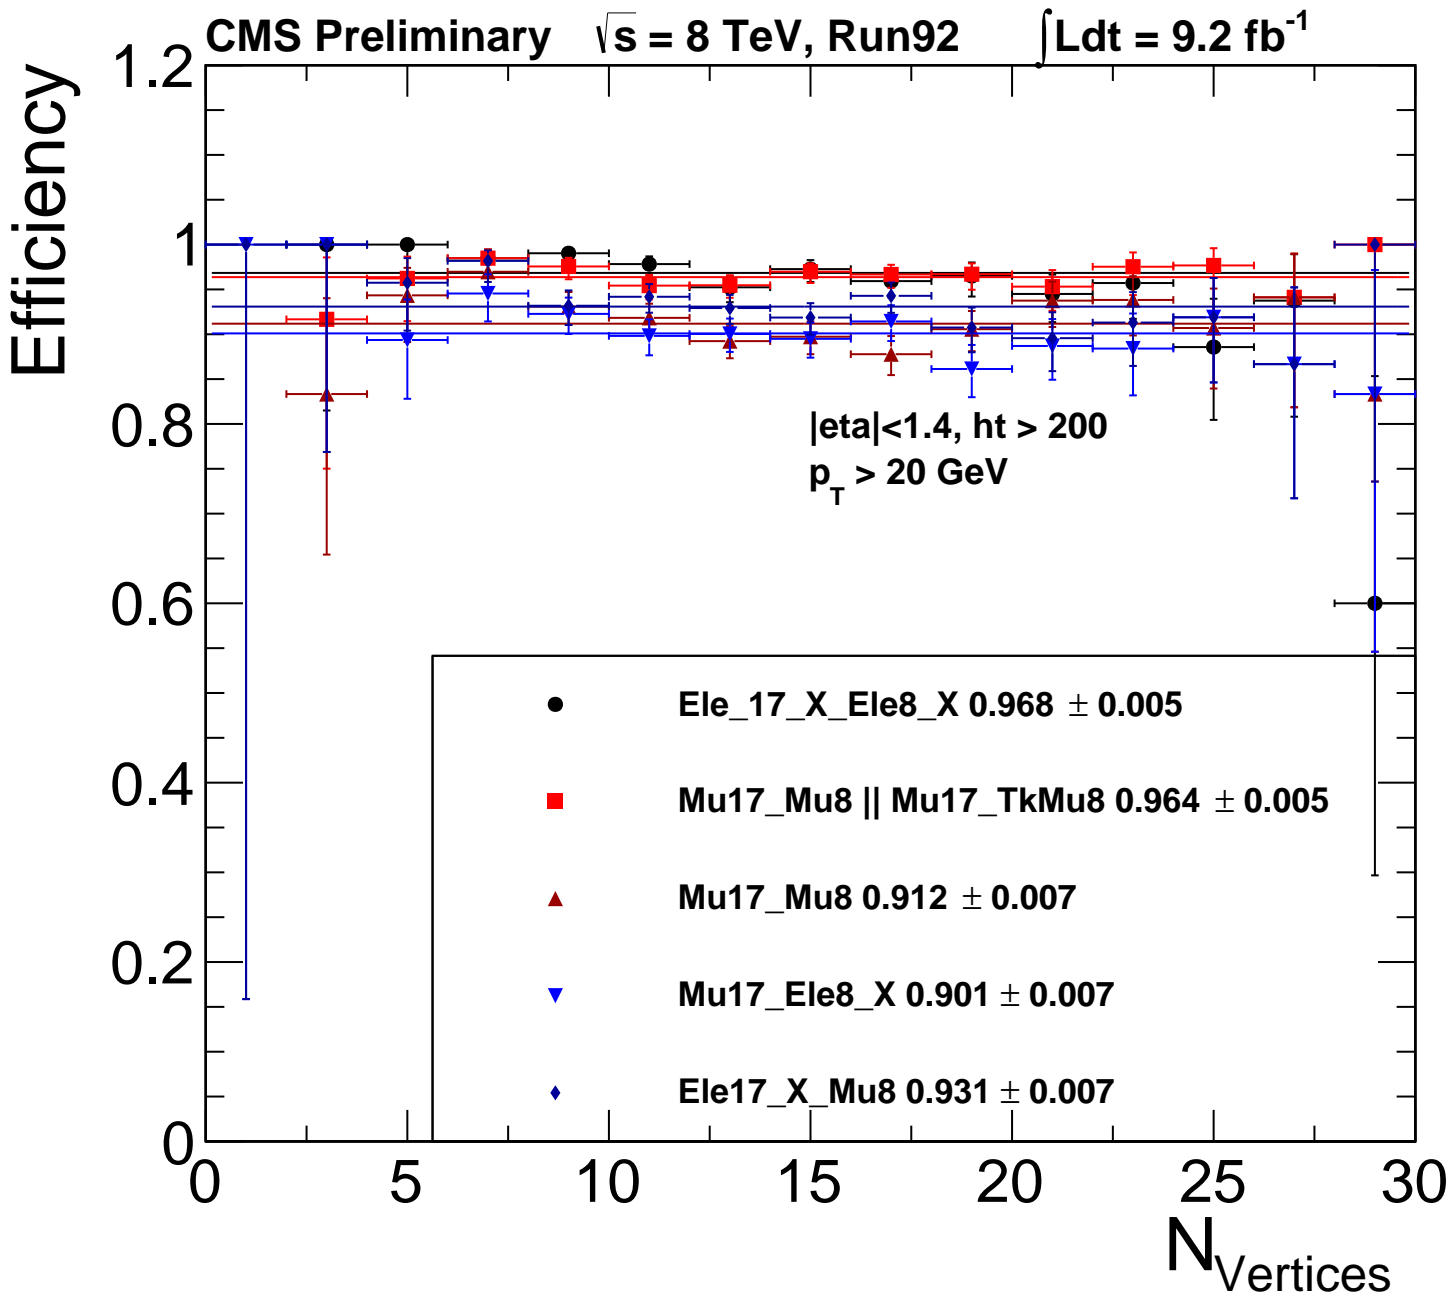 CMS Preliminary √s = 8 TeV, Run92 ∫Ldt = 9.2 fb⁻¹
Efficiency
1.2
1
0.8
0.6
0.4
0.2
0
|eta|<1.4, ht > 200
p_T > 20 GeV
Ele_17_X_Ele8_X 0.968 ± 0.005
Mu17_Mu8 || Mu17_TkMu8 0.964 ± 0.005
Mu17_Mu8 0.912 ± 0.007
Mu17_Ele8_X 0.901 ± 0.007
Ele17_X_Mu8 0.931 ± 0.007
0 5 10 15 20 25 30
N_Vertices